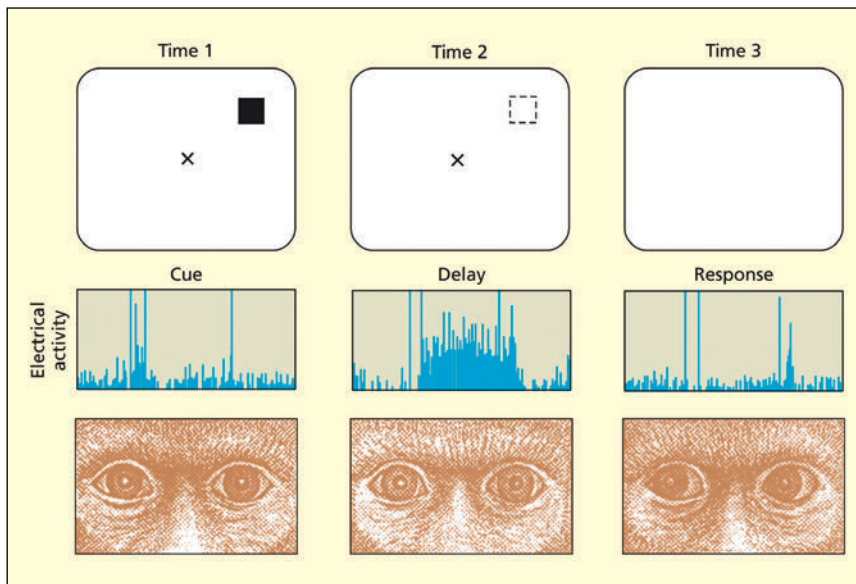 Time 1
Time 2
Time 3
×
×
Cue
Delay
Response
Electrical
activity